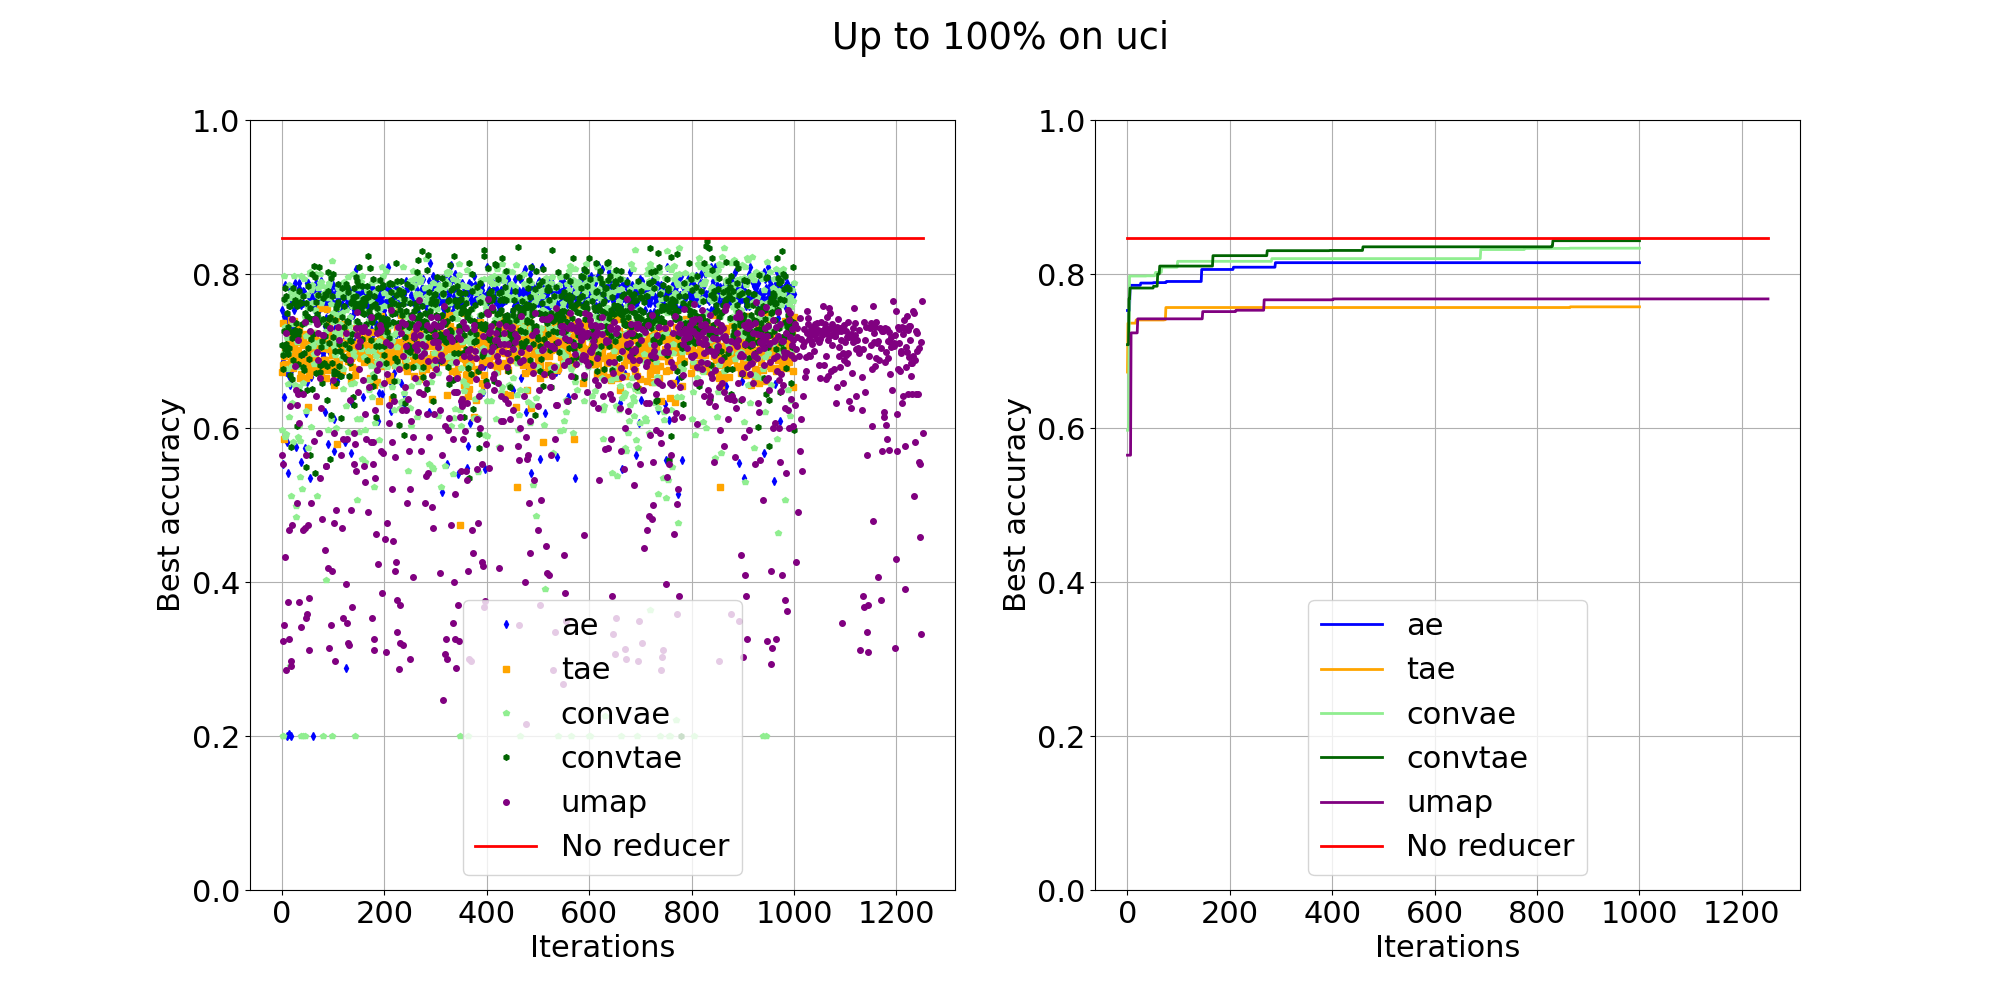 Up to 100% on uci
1.0
0.8
0.6
0.4
0.2
0.0
Best accuracy
0 200 400 600 800 1000 1200
Iterations
ae
tae
convae
convtae
umap
No reducer
1.0
0.8
0.6
0.4
0.2
0.0
Best accuracy
0 200 400 600 800 1000 1200
Iterations
ae
tae
convae
convtae
umap
No reducer